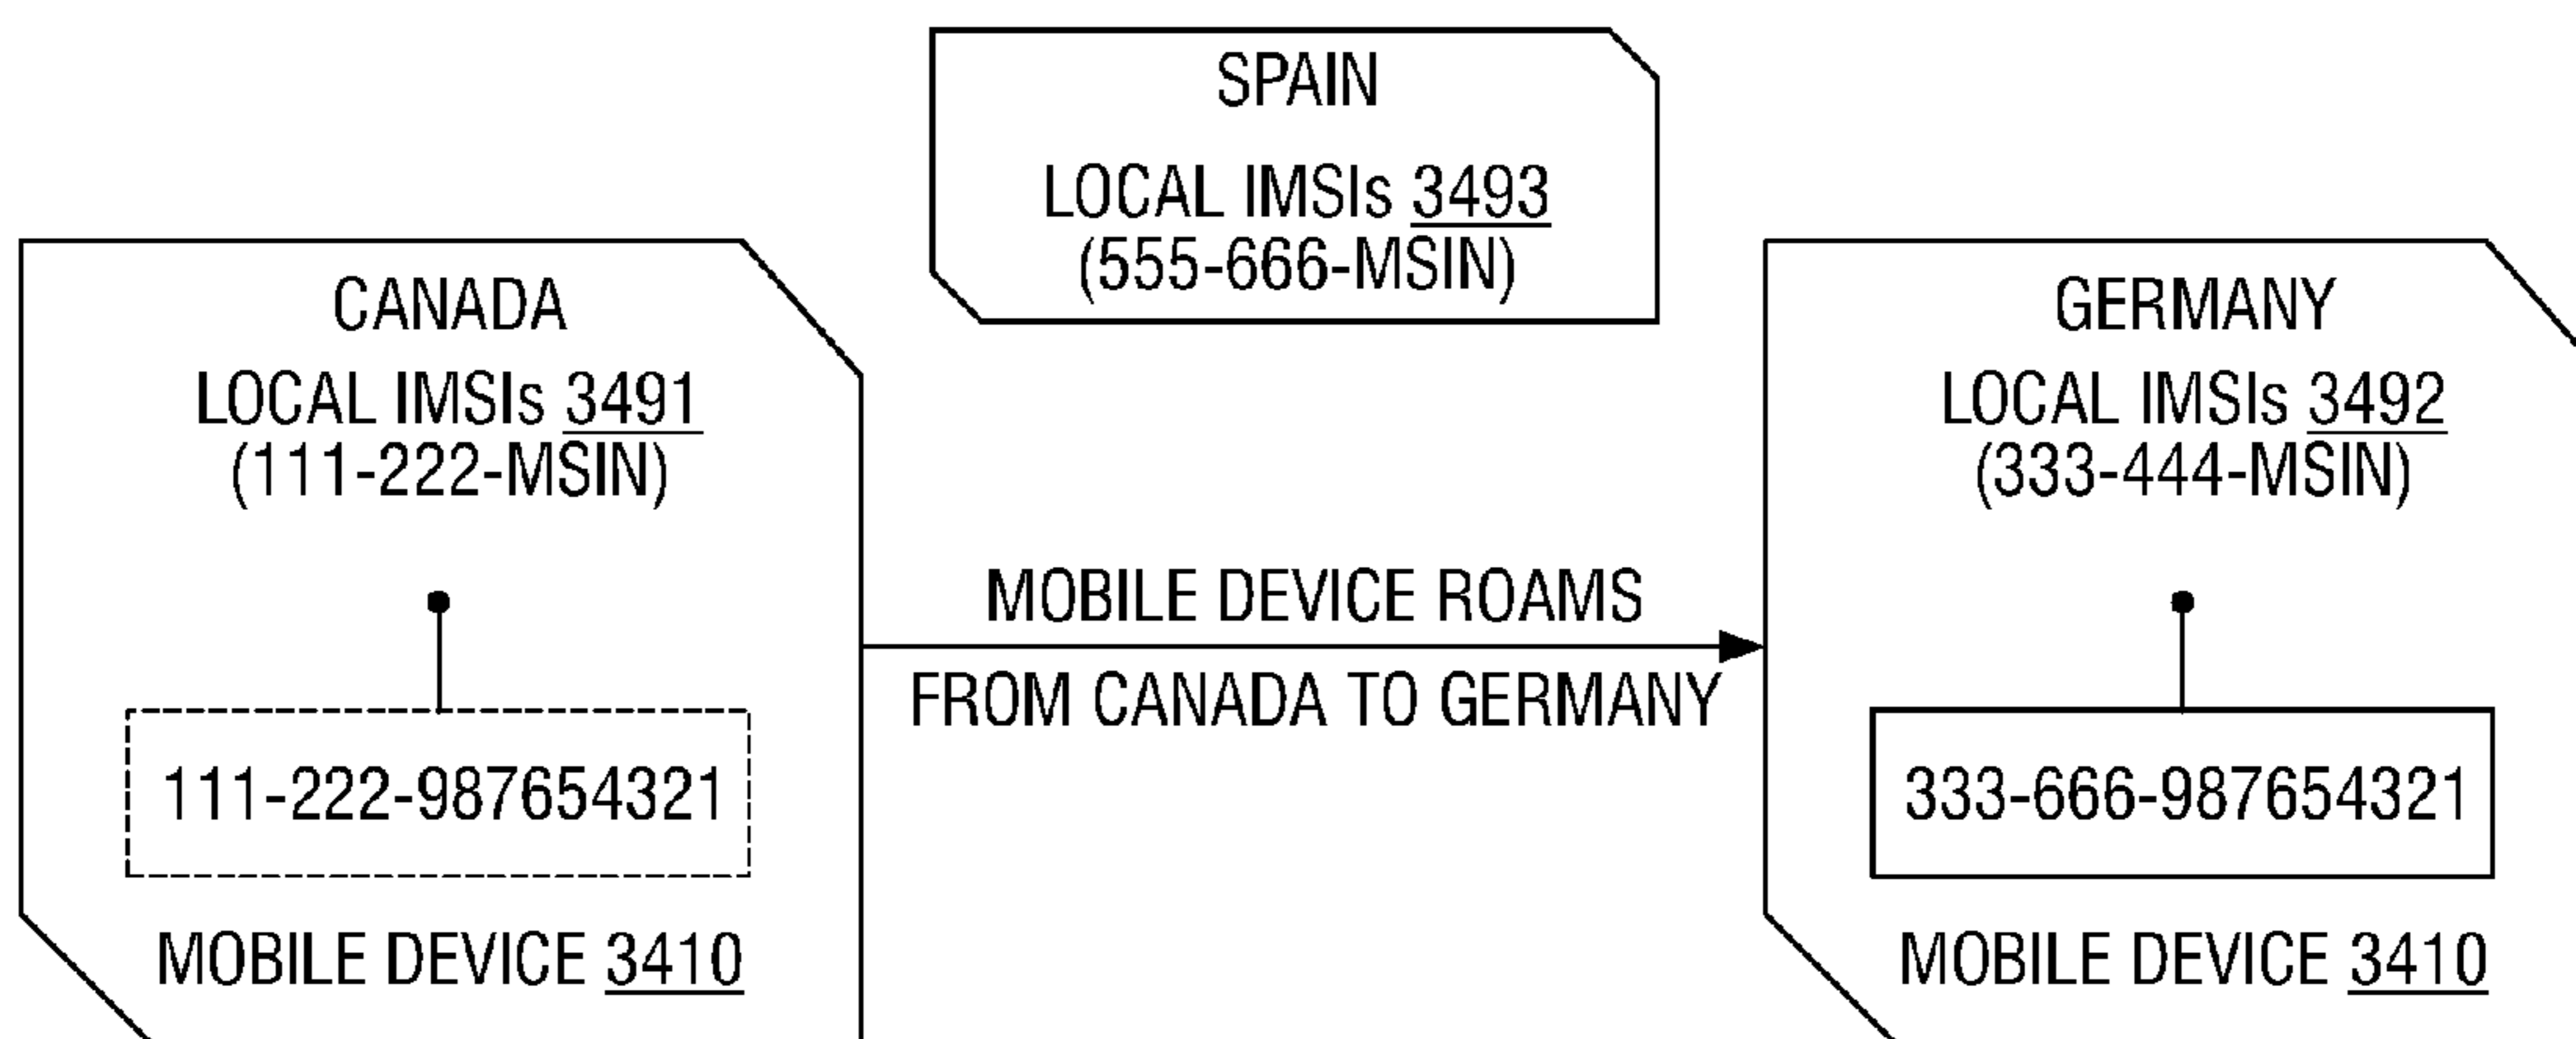 SPAIN
LOCAL IMSIs 3493
(555-666-MSIN)
CANADA
LOCAL IMSIs 3491
(111-222-MSIN)
111-222-987654321
MOBILE DEVICE 3410
MOBILE DEVICE ROAMS
FROM CANADA TO GERMANY
GERMANY
LOCAL IMSIs 3492
(333-444-MSIN)
333-666-987654321
MOBILE DEVICE 3410